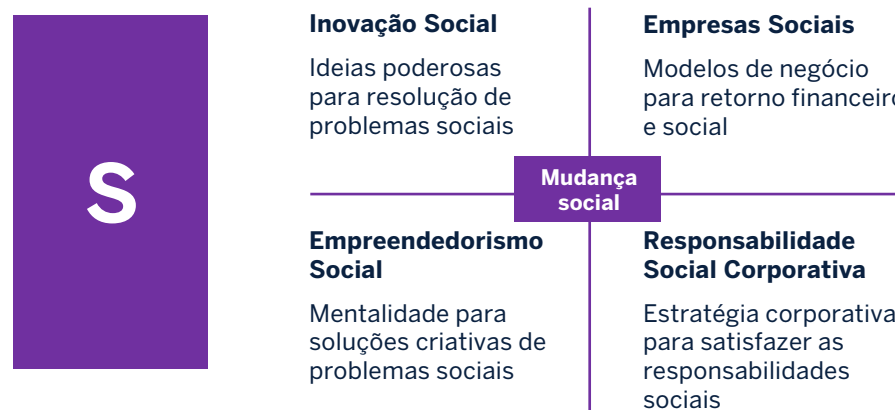 S
Inovação Social
Ideias poderosas
para resolução de
problemas sociais
Empresas Sociais
Modelos de negócio
para retorno financeiro
e social
Mudança
social
Empreendedorismo
Social
Mentalidade para
soluções criativas de
problemas sociais
Responsabilidade
Social Corporativa
Estratégia corporativa
para satisfazer as
responsabilidades
sociais